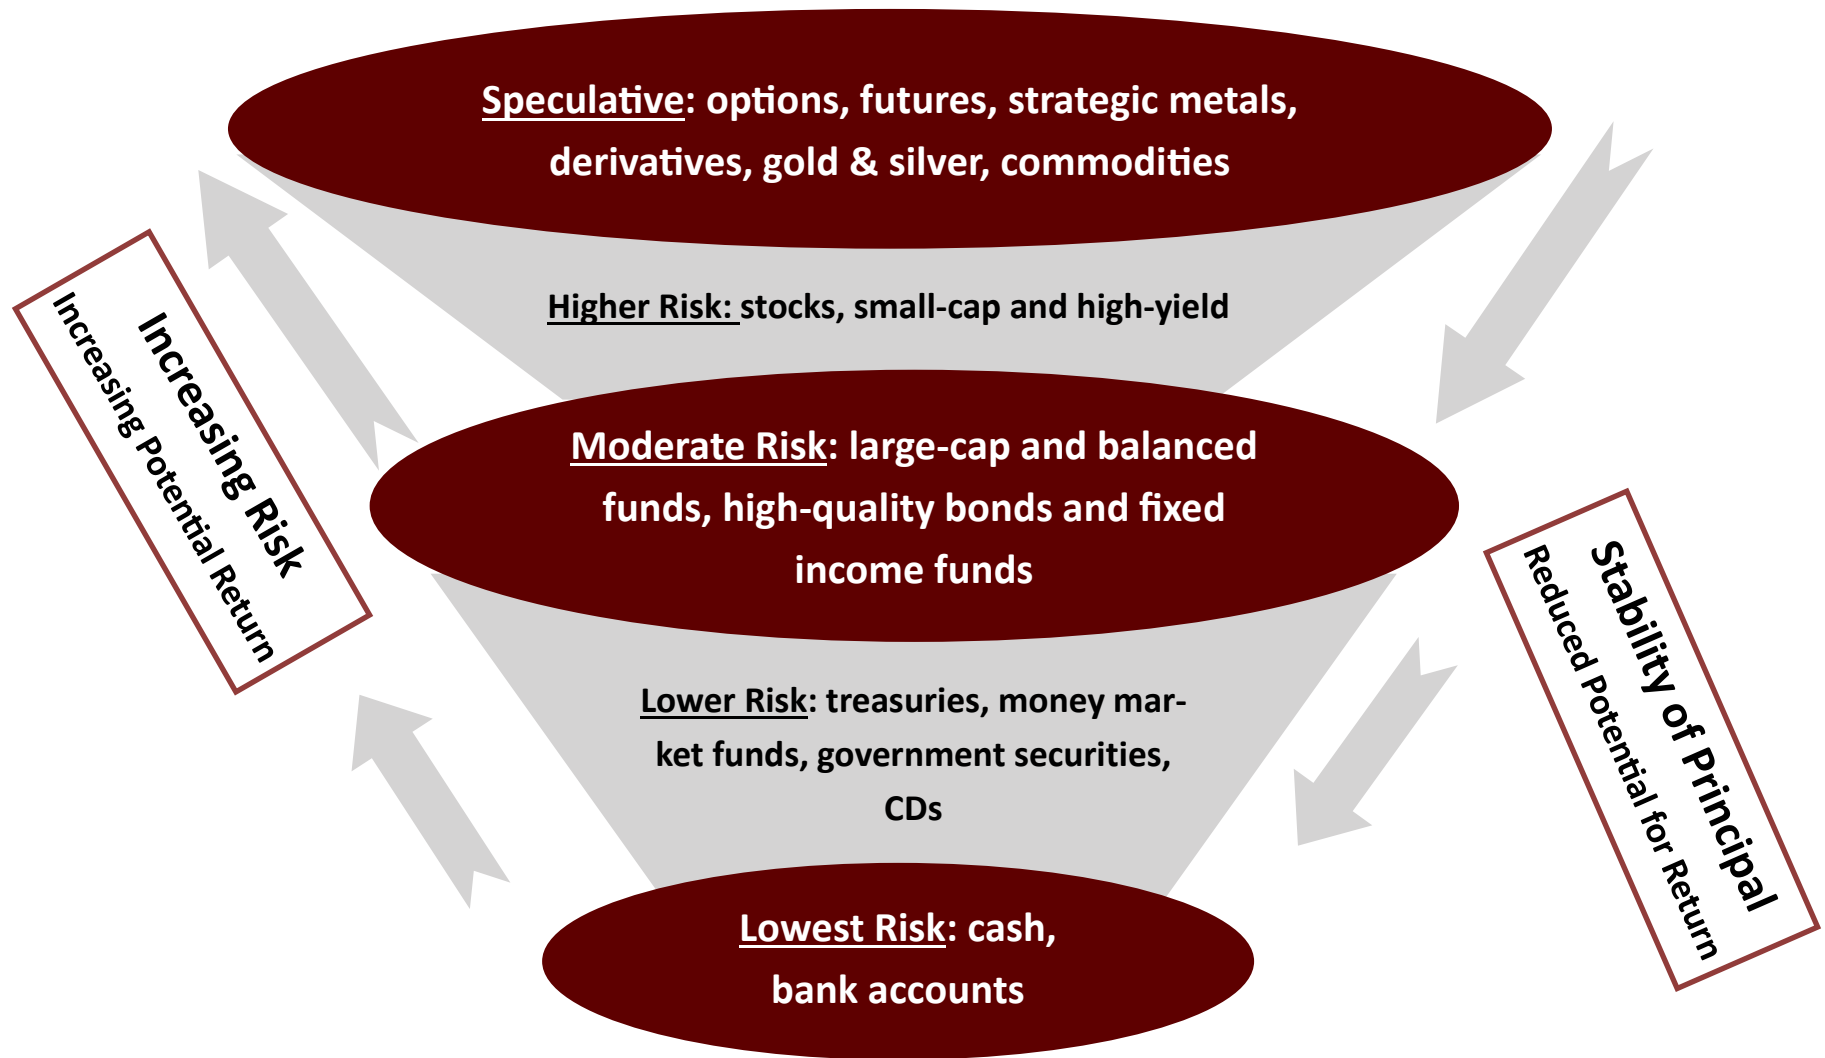 Speculative: options, futures, strategic metals,
derivatives, gold & silver, commodities
Higher Risk: stocks, small-cap and high-yield
Increasing Risk
Increasing Potential Return
Moderate Risk: large-cap and balanced
funds, high-quality bonds and fixed
income funds
Stability of Principal
Reduced Potential for Return
Lower Risk: treasuries, money mar-
ket funds, government securities,
CDs
Lowest Risk: cash,
bank accounts